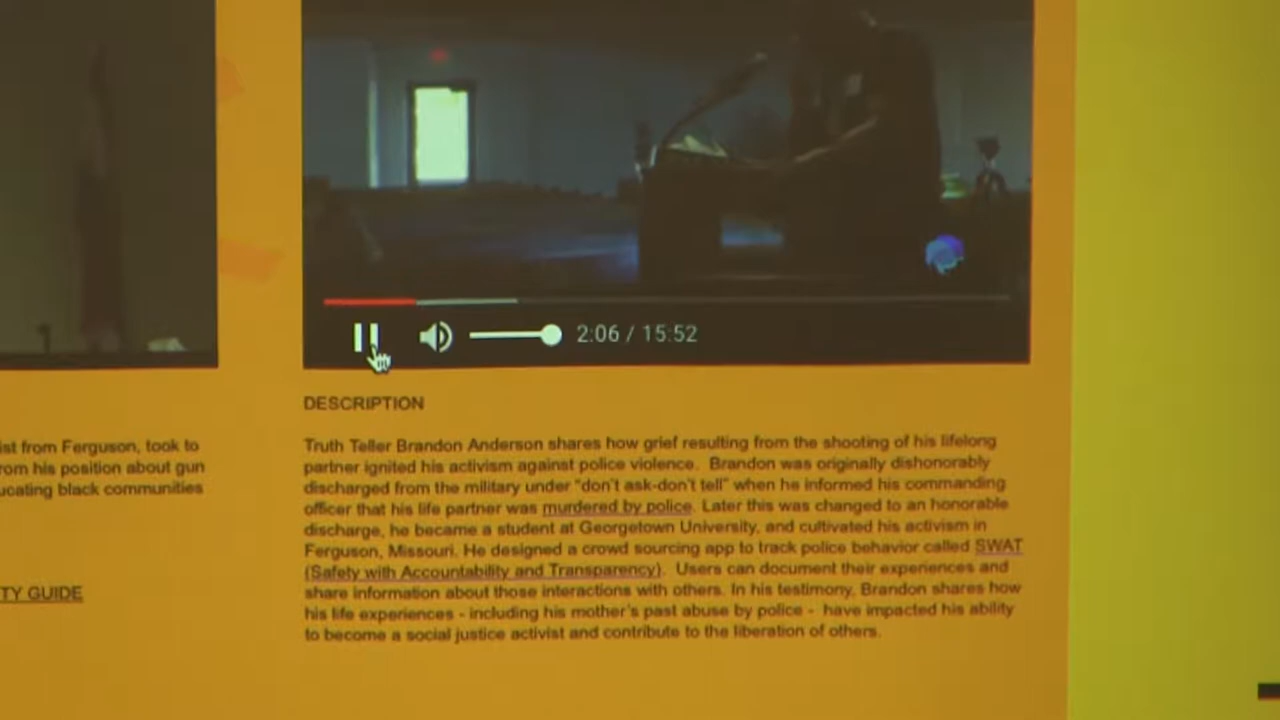 2:06 / 15:52
DESCRIPTION
ist from Ferguson, took to
rom his position about gun
ucating black communities
TY GUIDE
Truth Teller Brandon Anderson shares how grief resulting from the shooting of his lifelong
partner ignited his activism against police violence. Brandon was originally dishonorably
discharged from the military under "don't ask-don't tell" when he informed his commanding
officer that his life partner was murdered by police. Later this was changed to an honorable
discharge, he became a student at Georgetown University, and cultivated his activism in
Ferguson, Missouri. He designed a crowd sourcing app to track police behavior called SWAT
(Safety with Accountability and Transparency). Users can document their experiences and
share information about those interactions with others. In his testimony, Brandon shares how
his life experiences - including his mother's past abuse by police - have impacted his ability
to become a social justice activist and contribute to the liberation of others.